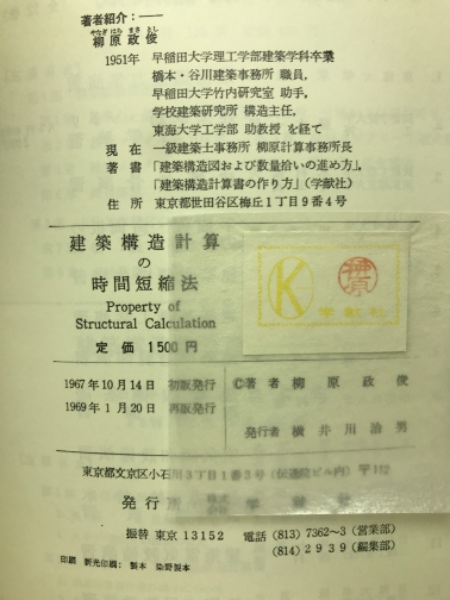 著者紹介：――
やなぎ はら まさ とし
柳原政俊
1951年 早稲田大学理工学部建築学科卒業
橋本・谷川建築事務所 職員，
早稲田大学竹内研究室 助手，
学校建築研究所 構造主任，
東海大学工学部 助教授 を経て
現在 一級建築士事務所 柳原計算事務所長
著書 「建築構造図および数量拾いの進め方」，
「建築構造計算書の作り方」（学献社）
住所 東京都世田谷区梅丘1丁目9番4号
建築構造計算
の
時間短縮法
Property of
Structural Calculation
定価 1500円
K
学献社
1967年10月14日 初版発行
1969年1月20日 再版発行
©著者 柳原政俊
発行者 横井川治男
東京都文京区小石川3丁目1番3号（伝通院ビル内）〒112
発行所 株式会社 学献社
振替 東京 13152 電話 (813) 7362～3 (営業部)
(814) 2939 (編集部)
印刷 新光印刷： 製本 染野製本